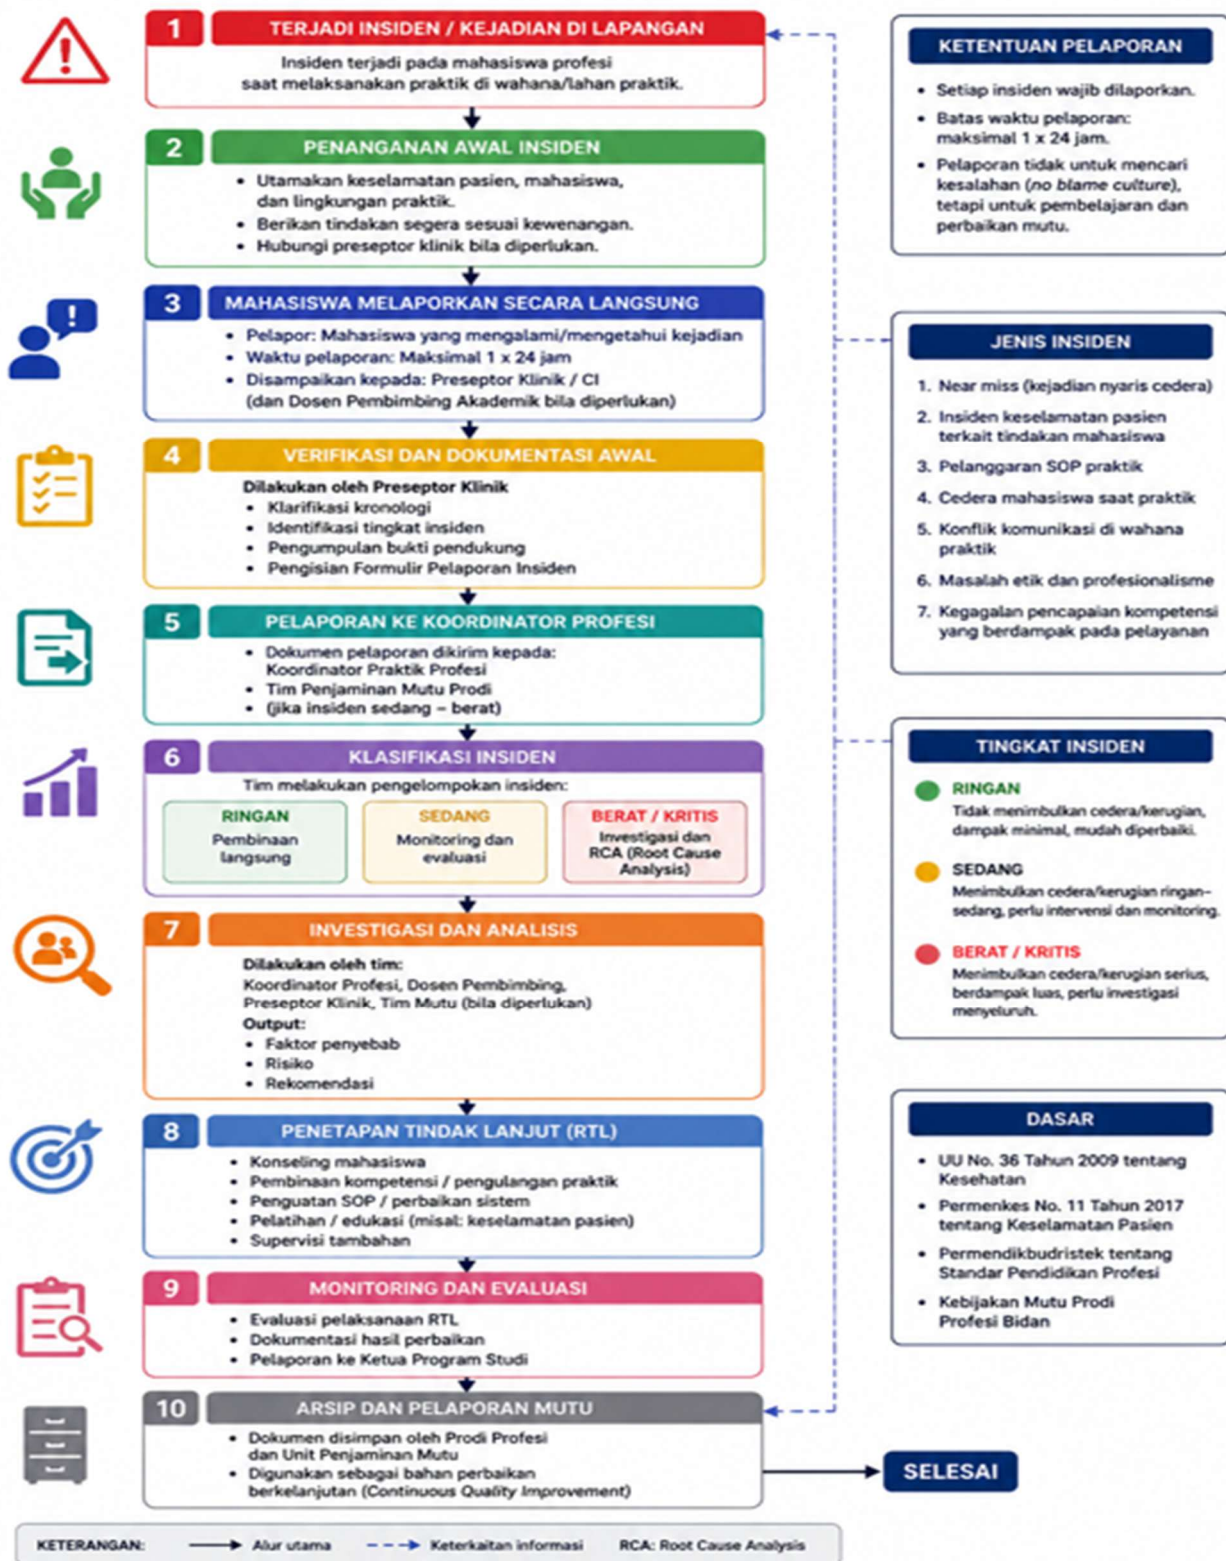 1 TERJADI INSIDEN / KEJADIAN DI LAPANGAN
Insiden terjadi pada mahasiswa profesi
saat melaksanakan praktik di wahana/lahan praktik.
2 PENANGANAN AWAL INSIDEN
• Utamakan keselamatan pasien, mahasiswa,
dan lingkungan praktik.
• Berikan tindakan segera sesuai kewenangan.
• Hubungi preseptor klinik bila diperlukan.
3 MAHASISWA MELAPORKAN SECARA LANGSUNG
• Pelapor: Mahasiswa yang mengalami/mengetahui kejadian
• Waktu pelaporan: Maksimal 1 x 24 jam
• Disampaikan kepada: Preseptor Klinik / CI
(dan Dosen Pembimbing Akademik bila diperlukan)
4 VERIFIKASI DAN DOKUMENTASI AWAL
Dilakukan oleh Preseptor Klinik
• Klarifikasi kronologi
• Identifikasi tingkat insiden
• Pengumpulan bukti pendukung
• Pengisian Formulir Pelaporan Insiden
5 PELAPORAN KE KOORDINATOR PROFESI
• Dokumen pelaporan dikirim kepada:
Koordinator Praktik Profesi
• Tim Penjaminan Mutu Prodi
• (jika insiden sedang – berat)
6 KLASIFIKASI INSIDEN
Tim melakukan pengelompokan insiden:
RINGAN
Pembinaan
langsung
SEDANG
Monitoring dan
evaluasi
BERAT / KRITIS
Investigasi dan
RCA (Root Cause
Analysis)
7 INVESTIGASI DAN ANALISIS
Dilakukan oleh tim:
Koordinator Profesi, Dosen Pembimbing,
Preseptor Klinik, Tim Mutu (bila diperlukan)
Output:
• Faktor penyebab
• Risiko
• Rekomendasi
8 PENETAPAN TINDAK LANJUT (RTL)
• Konseling mahasiswa
• Pembinaan kompetensi / pengulangan praktik
• Penguatan SOP / perbaikan sistem
• Pelatihan / edukasi (misal: keselamatan pasien)
• Supervisi tambahan
9 MONITORING DAN EVALUASI
• Evaluasi pelaksanaan RTL
• Dokumentasi hasil perbaikan
• Pelaporan ke Ketua Program Studi
10 ARSIP DAN PELAPORAN MUTU
• Dokumen disimpan oleh Prodi Profesi
dan Unit Penjaminan Mutu
• Digunakan sebagai bahan perbaikan
berkelanjutan (Continuous Quality Improvement)
SELESAI
KETENTUAN PELAPORAN
• Setiap insiden wajib dilaporkan.
• Batas waktu pelaporan:
maksimal 1 x 24 jam.
• Pelaporan tidak untuk mencari
kesalahan (no blame culture),
tetapi untuk pembelajaran dan
perbaikan mutu.
JENIS INSIDEN
1. Near miss (kejadian nyaris cedera)
2. Insiden keselamatan pasien
terkait tindakan mahasiswa
3. Pelanggaran SOP praktik
4. Cedera mahasiswa saat praktik
5. Konflik komunikasi di wahana
praktik
6. Masalah etik dan profesionalisme
7. Kegagalan pencapaian kompetensi
yang berdampak pada pelayanan
TINGKAT INSIDEN
RINGAN
Tidak menimbulkan cedera/kerugian,
dampak minimal, mudah diperbaiki.
SEDANG
Menimbulkan cedera/kerugian ringan–
sedang, perlu intervensi dan monitoring.
BERAT / KRITIS
Menimbulkan cedera/kerugian serius,
berdampak luas, perlu investigasi
menyeluruh.
DASAR
• UU No. 36 Tahun 2009 tentang
Kesehatan
• Permenkes No. 11 Tahun 2017
tentang Keselamatan Pasien
• Permendikbudristek tentang
Standar Pendidikan Profesi
• Kebijakan Mutu Prodi
Profesi Bidan
KETERANGAN: Alur utama Keterkaitan informasi RCA: Root Cause Analysis